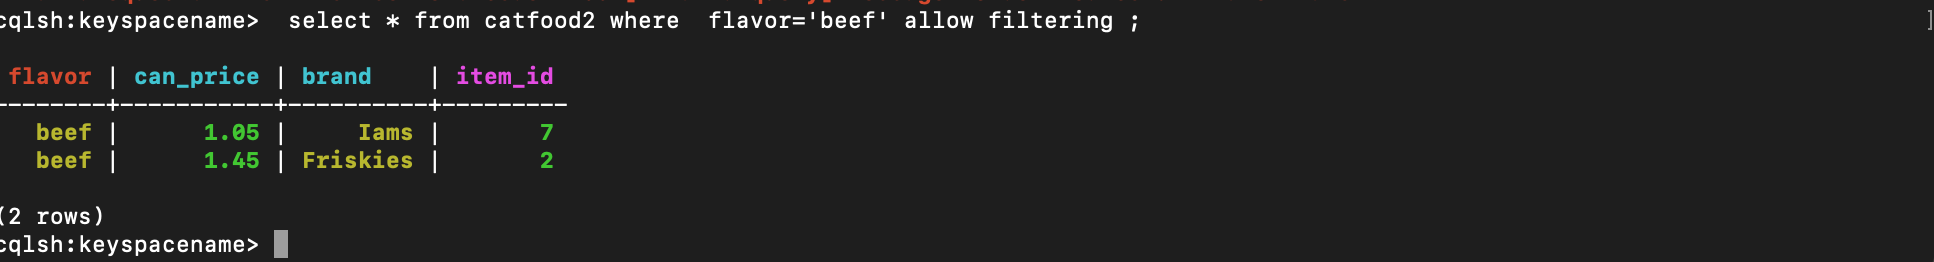 cqlsh:keyspacename>  select * from catfood2 where  flavor='beef' allow filtering ;
flavor | can_price | brand    | item_id
--------+-----------+----------+---------
beef |      1.05 |     Iams |       7
beef |      1.45 | Friskies |       2
(2 rows)
cqlsh:keyspacename>